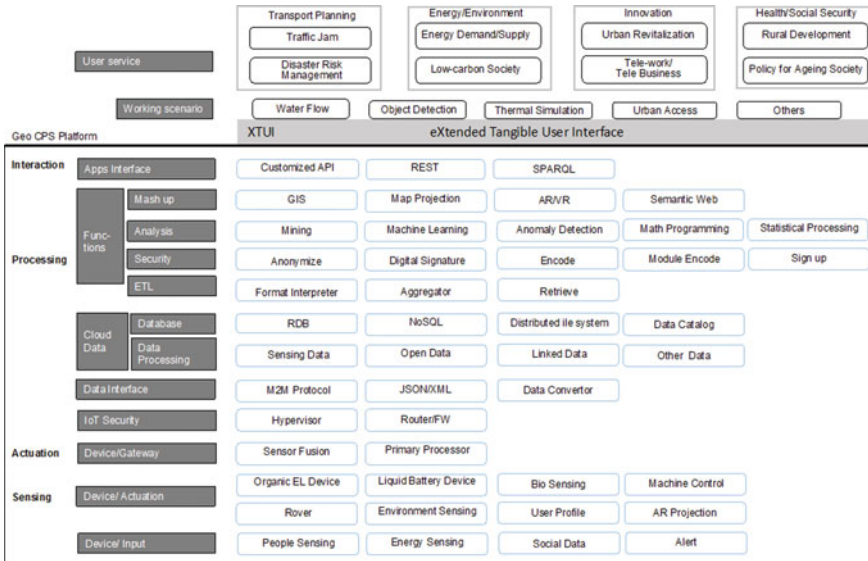 Transport Planning
Energy/Environment
Innovation
Health/Social Security
Traffic Jam
Energy Demand/Supply
Urban Revitalization
Rural Development
User service
Disaster Risk
Management
Low-carbon Society
Tele-work/
Tele Business
Policy for Ageing Society
Working scenario
Water Flow
Object Detection
Thermal Simulation
Urban Access
Others
Geo CPS Platform
XTUI
eXtended Tangible User Interface
Interaction
Apps Interface
Customized API
REST
SPARQL
Mash up
GIS
Map Projection
AR/VR
Semantic Web
Func-
tions
Analysis
Mining
Machine Learning
Anomaly Detection
Math Programming
Statistical Processing
Processing
Security
Anonymize
Digital Signature
Encode
Module Encode
Sign up
ETL
Format Interpreter
Aggregator
Retrieve
Cloud
Data
Database
RDB
NoSQL
Distributed ile system
Data Catalog
Data
Processing
Sensing Data
Open Data
Linked Data
Other Data
Data Interface
M2M Protocol
JSON/XML
Data Convertor
IoT Security
Hypervisor
Router/FW
Actuation
Device/Gateway
Sensor Fusion
Primary Processor
Sensing
Device/ Actuation
Organic EL Device
Liquid Battery Device
Bio Sensing
Machine Control
Rover
Environment Sensing
User Profile
AR Projection
Device/ Input
People Sensing
Energy Sensing
Social Data
Alert